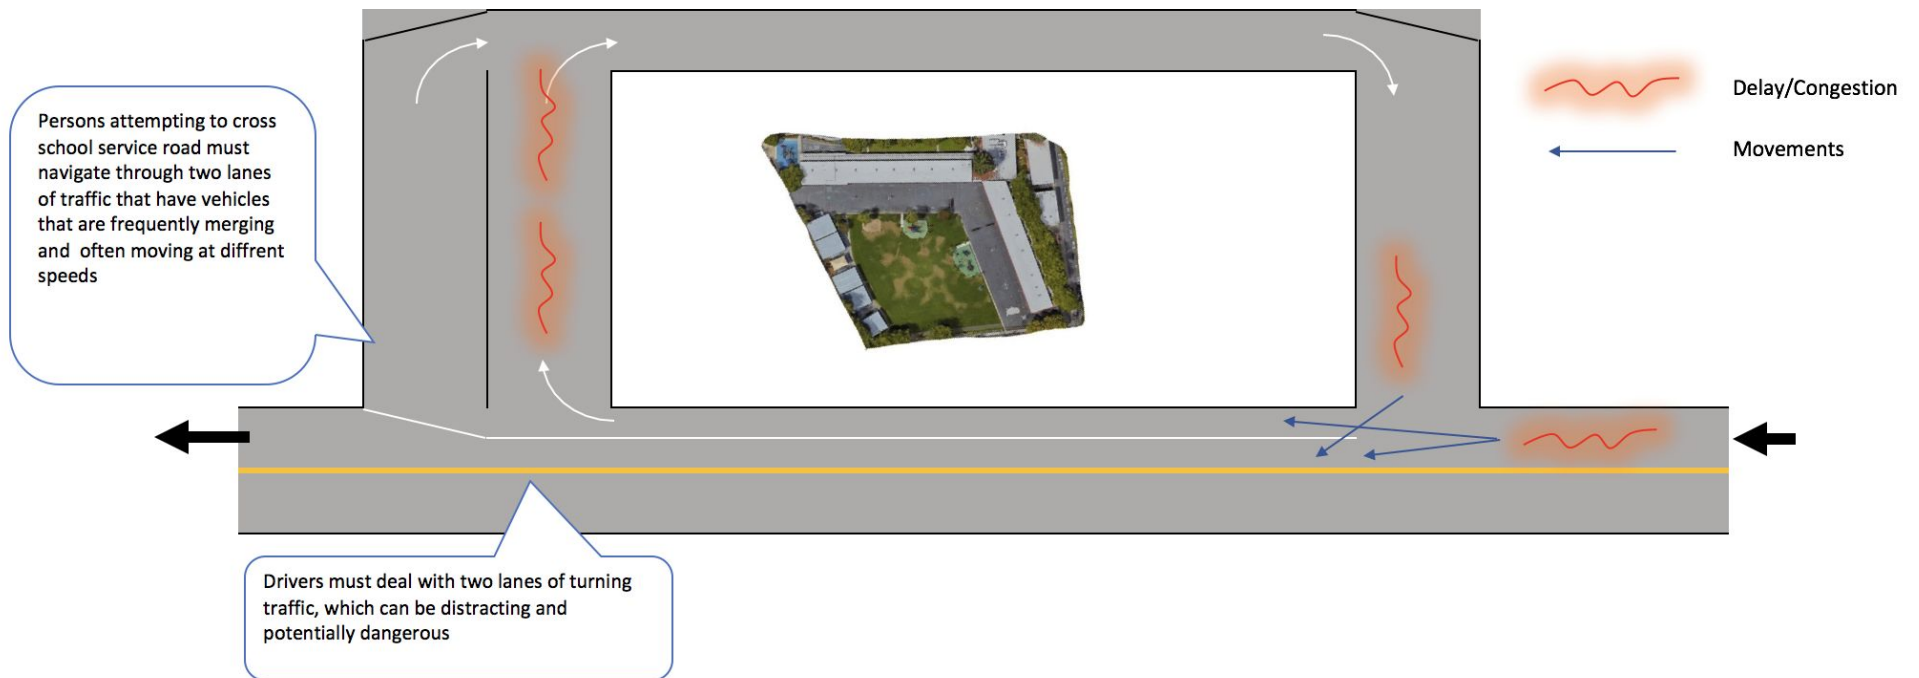 Persons attempting to cross
school service road must
navigate through two lanes
of traffic that have vehicles
that are frequently merging
and often moving at diffrent
speeds
Delay/Congestion
Movements
Drivers must deal with two lanes of turning
traffic, which can be distracting and
potentially dangerous